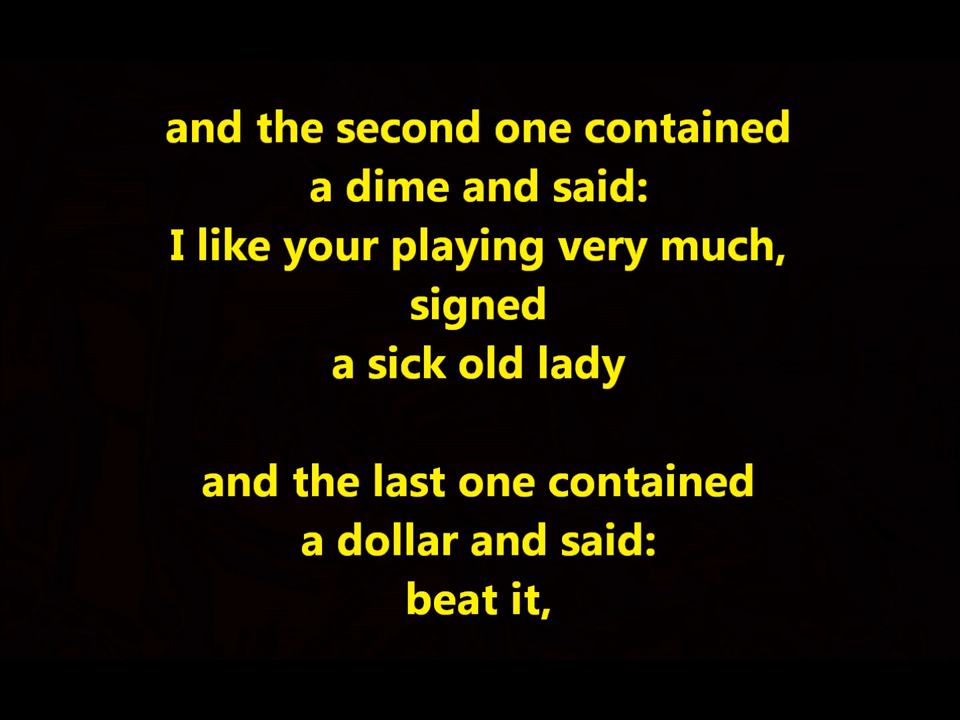 and the second one contained
a dime and said:
I like your playing very much,
signed
a sick old lady
and the last one contained
a dollar and said:
beat it,